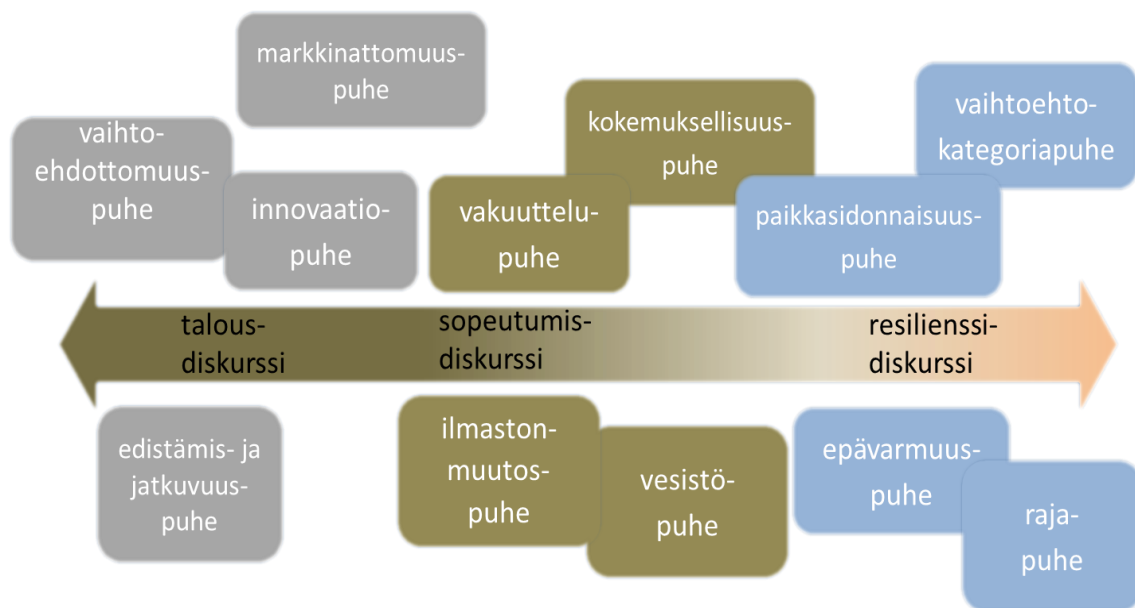 markkinattomuus-
puhe
vaihto-
ehdottomuus-
puhe
innovaatio-
puhe
vakuuttelu-
puhe
kokemuksellisuus-
puhe
paikkasidonnaisuus-
puhe
vaihtoehto-
kategoriapuhe
talous-
diskurssi
sopeutumis-
diskurssi
resilienssi-
diskurssi
edistämis- ja
jatkuvuus-
puhe
ilmaston-
muutos-
puhe
vesistö-
puhe
epävarmuus-
puhe
raja-
puhe